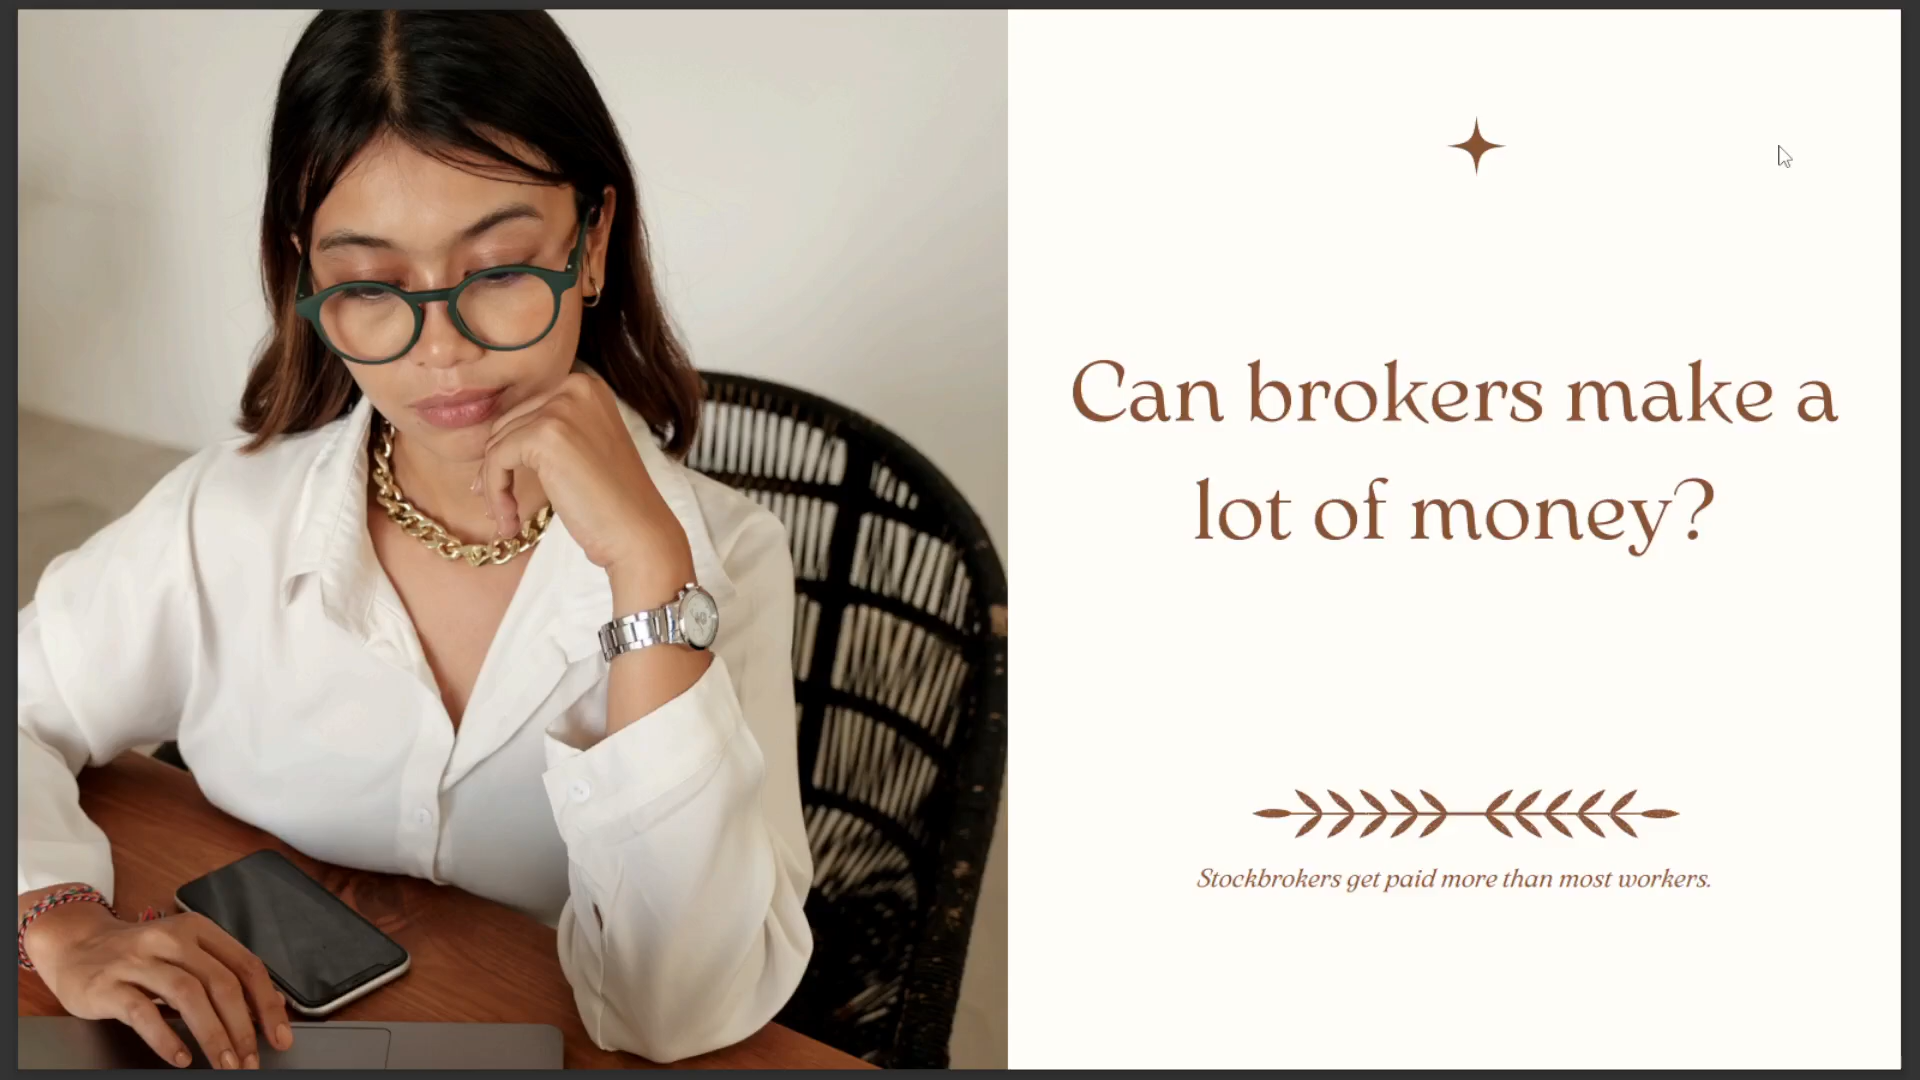 Can brokers make a
lot of money?
Stockbrokers get paid more than most workers.